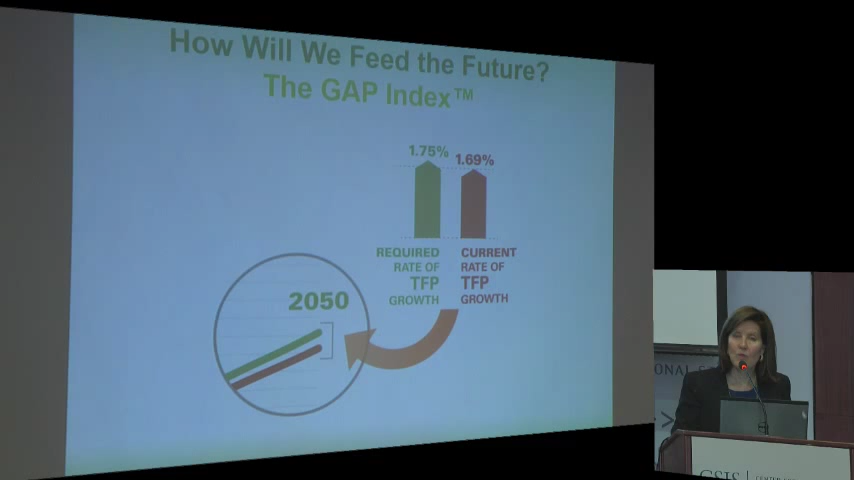 How Will We Feed the Future?
The GAP Index™
1.75%
1.69%
REQUIRED
RATE OF
TFP
GROWTH
CURRENT
RATE OF
TFP
GROWTH
2050
CSIS